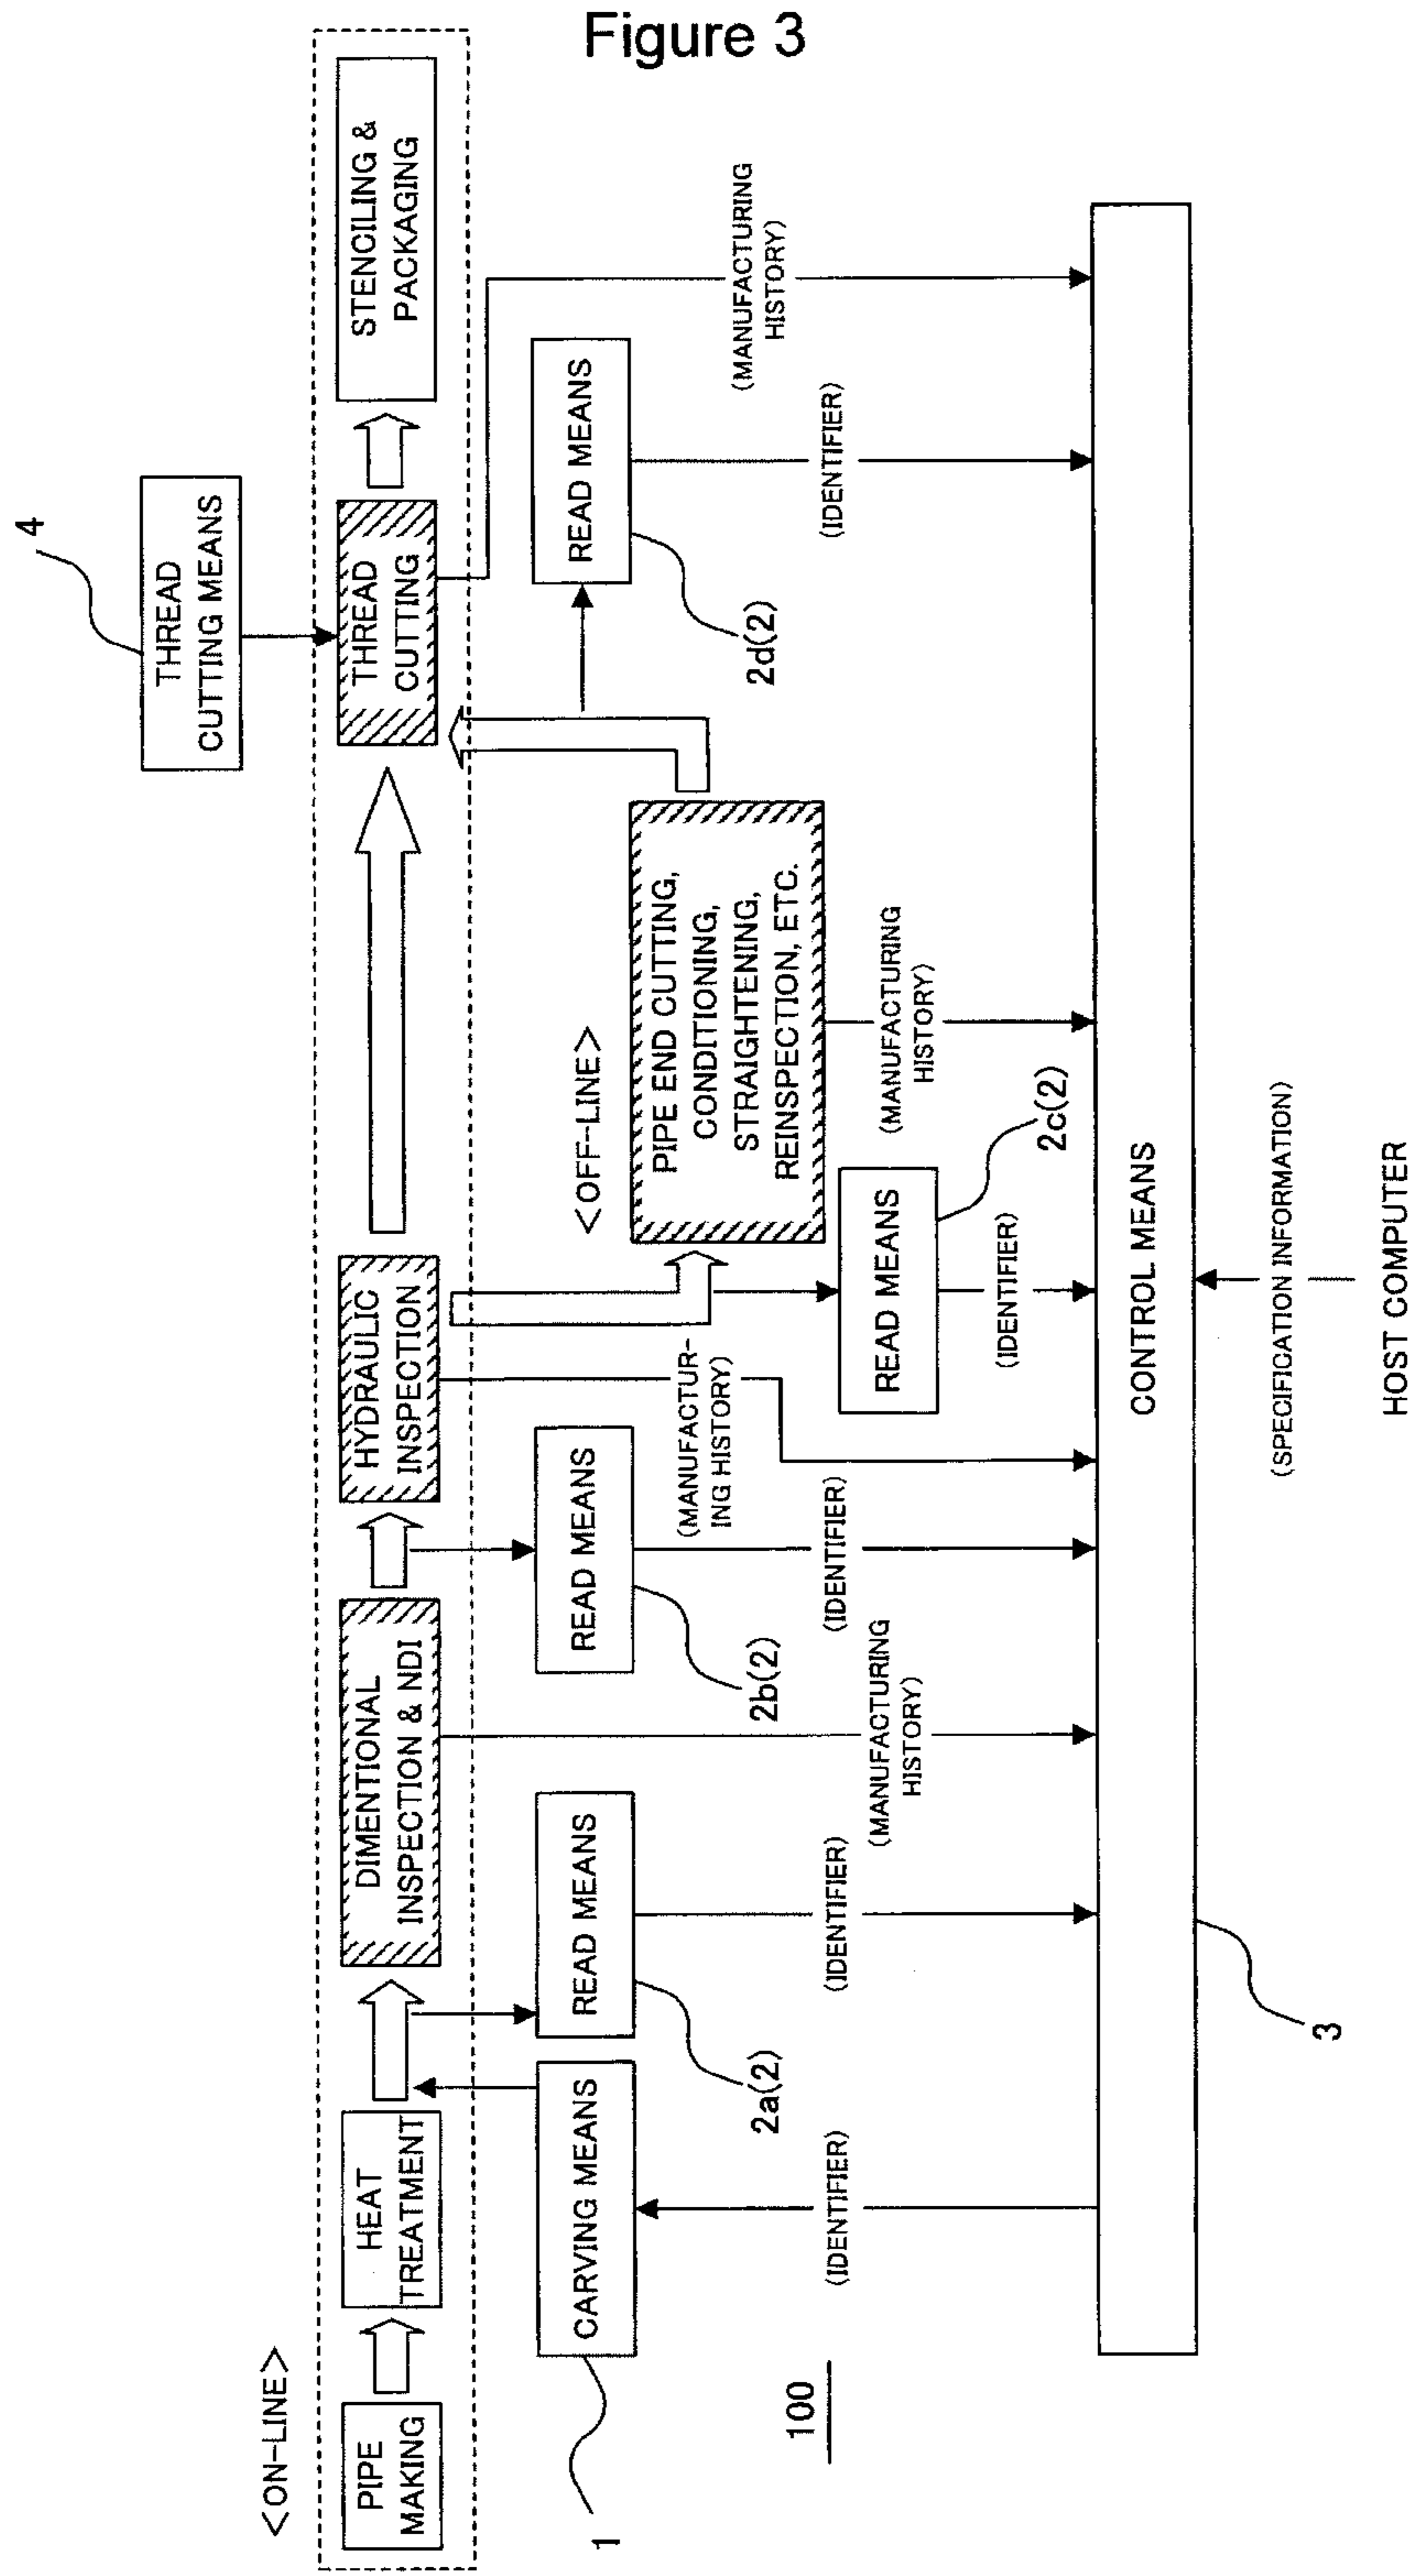 Figure 3
<ON-LINE>
PIPE
MAKING
HEAT
TREATMENT
DIMENTIONAL
INSPECTION & NDI
HYDRAULIC
INSPECTION
THREAD
CUTTING
STENCILING &
PACKAGING
THREAD
CUTTING MEANS
4
<OFF-LINE>
PIPE END CUTTING,
CONDITIONING,
STRAIGHTENING,
REINSPECTION, ETC.
CARVING MEANS
1
READ MEANS
2a(2)
READ MEANS
2b(2)
READ MEANS
2c(2)
READ MEANS
2d(2)
(IDENTIFIER)
(IDENTIFIER)
(MANUFACTURING
HISTORY)
(IDENTIFIER)
(MANUFACTUR-
ING HISTORY)
(IDENTIFIER)
(MANUFACTURING
HISTORY)
(IDENTIFIER)
(MANUFACTURING
HISTORY)
100
CONTROL MEANS
3
(SPECIFICATION INFORMATION)
HOST COMPUTER